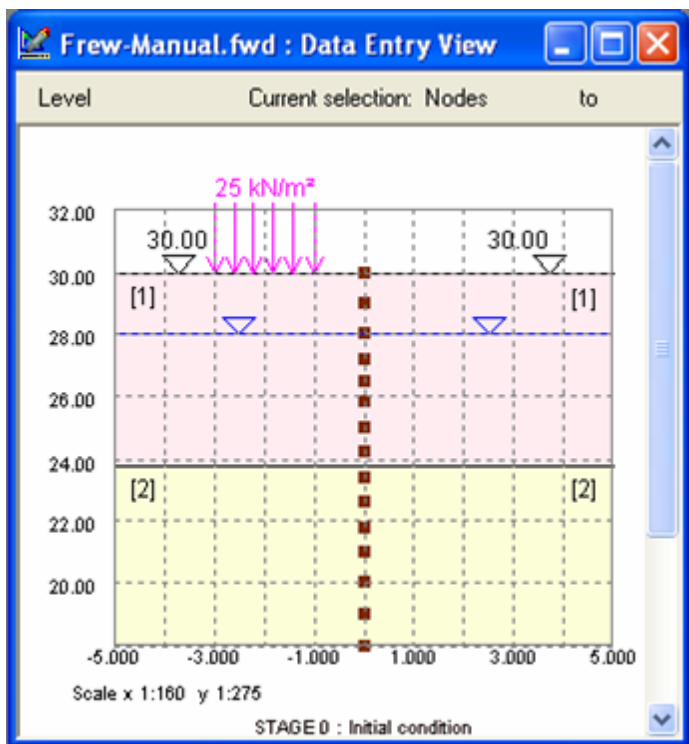 Frew-Manual.fwd : Data Entry View
Level Current selection: Nodes to
25 kN/m²
32.00
30.00 30.00
30.00
[1] [1]
28.00
26.00
24.00
[2] [2]
22.00
20.00
-5.000 -3.000 -1.000 1.000 3.000 5.000
Scale x 1:160 y 1:275
STAGE 0 : Initial condition